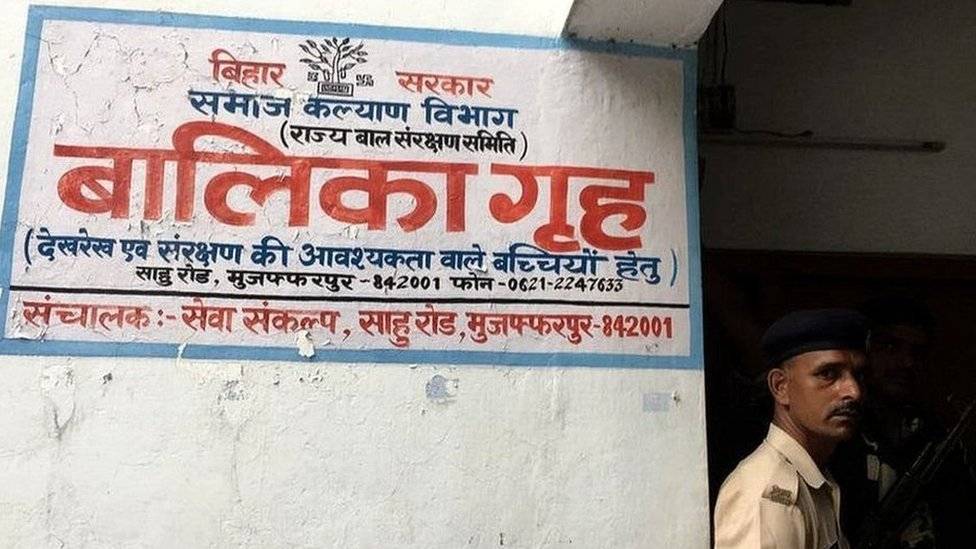 बिहार सरकार
समाज कल्याण विभाग
(राज्य बाल संरक्षण समिति)
बालिका गृह
(देखरेख एवं संरक्षण की आवश्यकता वाले बच्चियों हेतु)
साहु रोड, मुजफ्फरपुर -842001 फोन -0621-2247633
संचालक :- सेवा संकल्प, साहु रोड, मुजफ्फरपुर-842001